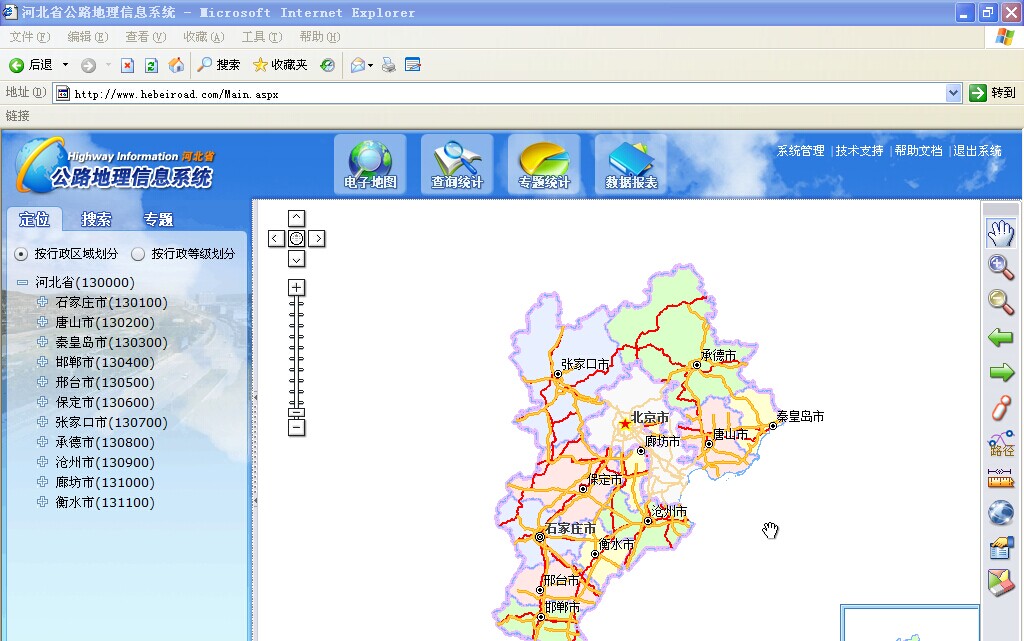 河北省公路地理信息系统 - Microsoft Internet Explorer
文件(F) 编辑(E) 查看(V) 收藏(A) 工具(T) 帮助(H)
后退 搜索 收藏夹
地址(D) http://www.hebeiroad.com/Main.aspx 转到
链接
Highway Information 河北省
公路地理信息系统
电子地图 查询统计 专题统计 数据报表
系统管理 |技术支持 |帮助文档 |退出系统
定位 搜索 专题
按行政区域划分 按行政等级划分
河北省(130000)
石家庄市(130100)
唐山市(130200)
秦皇岛市(130300)
邯郸市(130400)
邢台市(130500)
保定市(130600)
张家口市(130700)
承德市(130800)
沧州市(130900)
廊坊市(131000)
衡水市(131100)
承德市
张家口市
北京市
秦皇岛市
唐山市
廊坊市
保定市
沧州市
石家庄市
衡水市
邢台市
邯郸市
路径